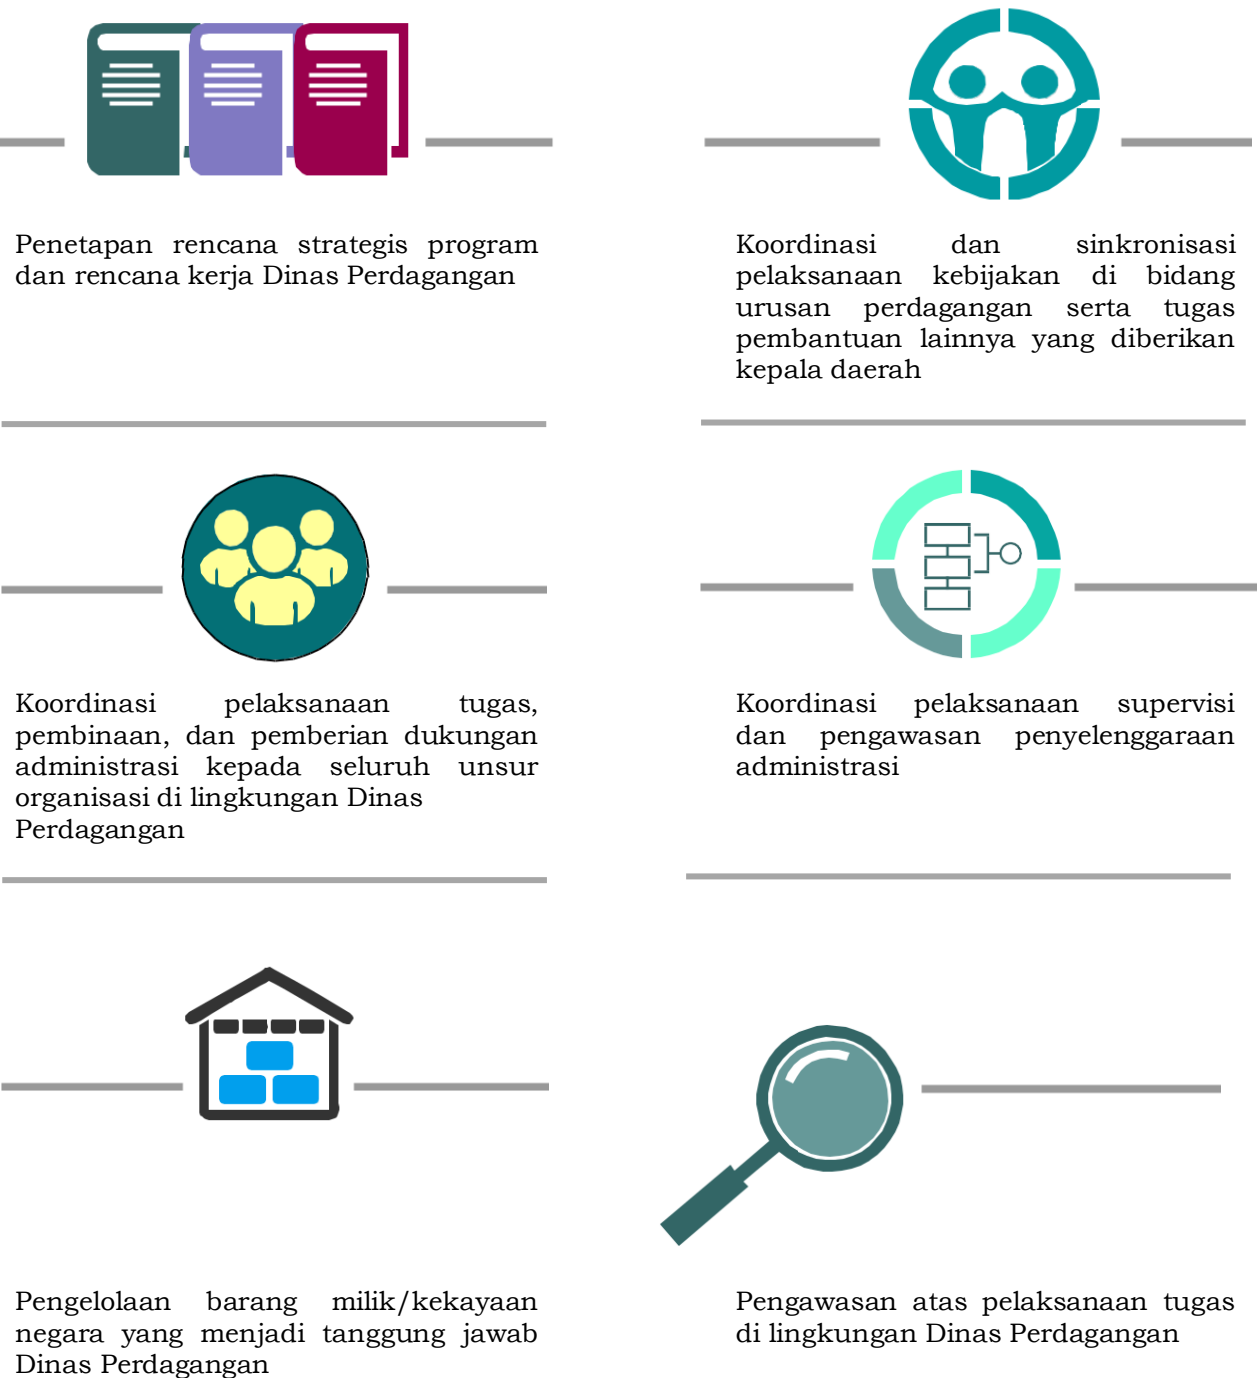 Penetapan rencana strategis program
dan rencana kerja Dinas Perdagangan
Koordinasi dan sinkronisasi
pelaksanaan kebijakan di bidang
urusan perdagangan serta tugas
pembantuan lainnya yang diberikan
kepala daerah
Koordinasi pelaksanaan tugas,
pembinaan, dan pemberian dukungan
administrasi kepada seluruh unsur
organisasi di lingkungan Dinas
Perdagangan
Koordinasi pelaksanaan supervisi
dan pengawasan penyelenggaraan
administrasi
Pengelolaan barang milik/kekayaan
negara yang menjadi tanggung jawab
Dinas Perdagangan
Pengawasan atas pelaksanaan tugas
di lingkungan Dinas Perdagangan